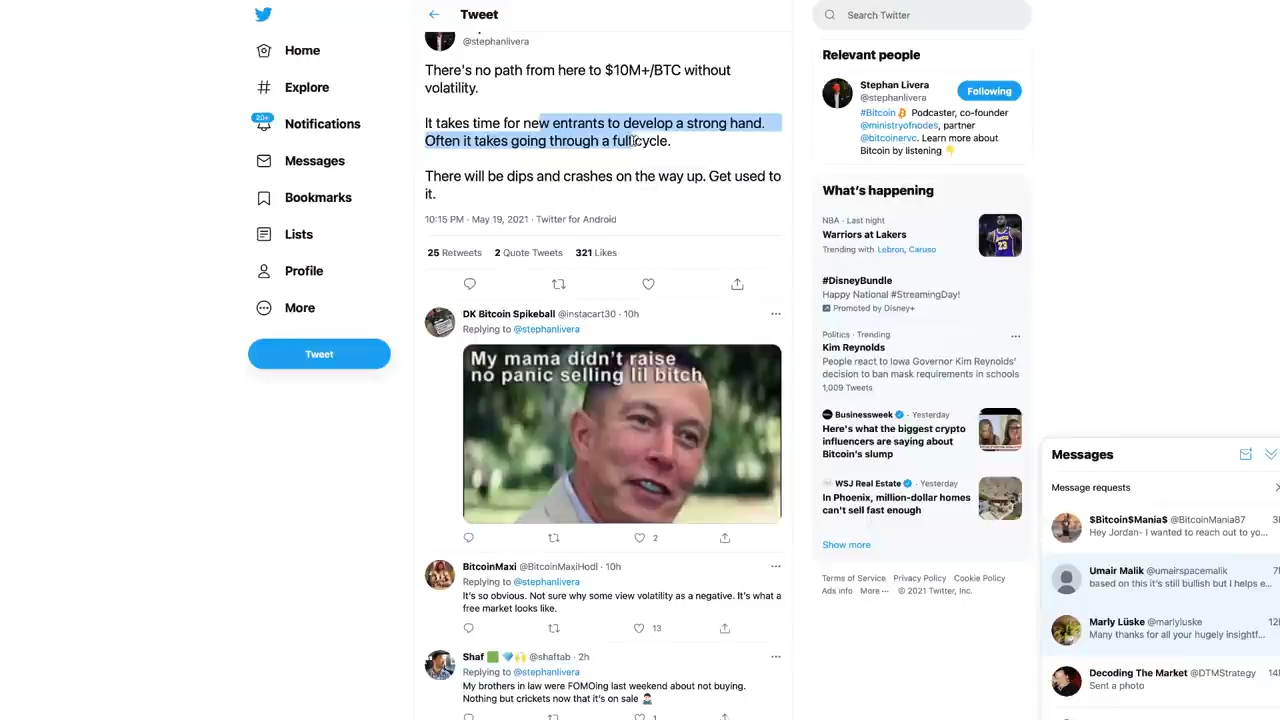 Home
Explore
20+
Notifications
Messages
Bookmarks
Lists
Profile
More
Tweet
Tweet
@stephanlivera
There's no path from here to $10M+/BTC without
volatility.
It takes time for new entrants to develop a strong hand.
Often it takes going through a full cycle.
There will be dips and crashes on the way up. Get used to
it.
10:15 PM · May 19, 2021 · Twitter for Android
25 Retweets 2 Quote Tweets 321 Likes
DK Bitcoin Spikeball @instacart30 · 10h
Replying to @stephanlivera
My mama didn't raise
no panic selling lil bitch
2
BitcoinMaxi @BitcoinMaxiHodl · 10h
Replying to @stephanlivera
It's so obvious. Not sure why some view volatility as a negative. It's what a
free market looks like.
13
Shaf @shaftab · 2h
Replying to @stephanlivera
My brothers in law were FOMOing last weekend about not buying.
Nothing but crickets now that it's on sale
1
Search Twitter
Relevant people
Stephan Livera
@stephanlivera
Following
#Bitcoin Podcaster, co-founder
@ministryofnodes, partner
@bitcoinervc. Learn more about
Bitcoin by listening
What's happening
NBA · Last night
Warriors at Lakers
Trending with Lebron, Caruso
#DisneyBundle
Happy National #StreamingDay!
Promoted by Disney+
Politics · Trending
Kim Reynolds
People react to Iowa Governor Kim Reynolds'
decision to ban mask requirements in schools
1,009 Tweets
Businessweek · Yesterday
Here's what the biggest crypto
influencers are saying about
Bitcoin's slump
WSJ Real Estate · Yesterday
In Phoenix, million-dollar homes
can't sell fast enough
Show more
Terms of Service Privacy Policy Cookie Policy
Ads info More © 2021 Twitter, Inc.
Messages
Message requests
$Bitcoin$Mania$ @BitcoinMania87
Hey Jordan- I wanted to reach out to yo...
Umair Malik @umairspacemalik
based on this it's still bullish but I helps e...
Marly Lüske @marlyluske
Many thanks for all your hugely insightf...
Decoding The Market @DTMStrategy
Sent a photo